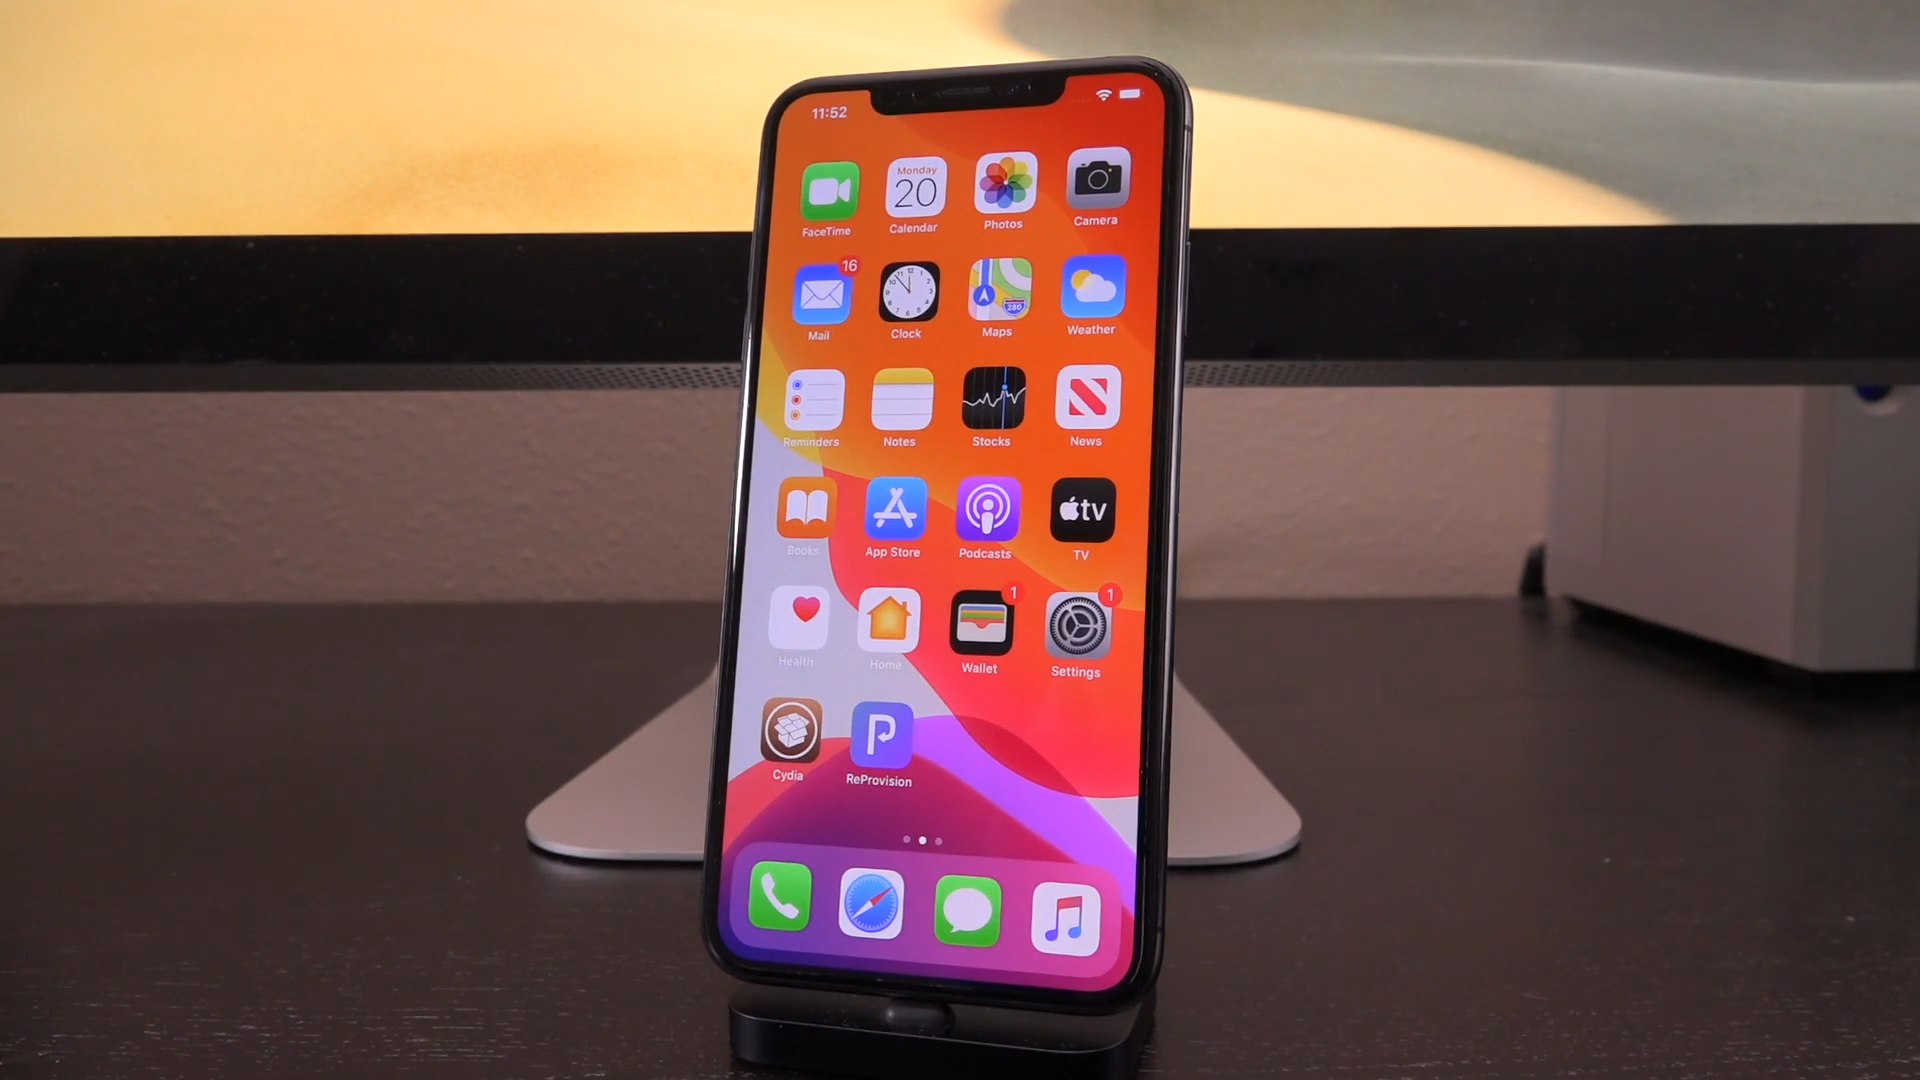 11:52
Monday
20
FaceTime
Calendar
Photos
Camera
16
280
Mail
Clock
Maps
Weather
Reminders
Notes
Stocks
News
tv
Books
App Store
Podcasts
TV
1
1
Health
Home
Wallet
Settings
Cydia
ReProvision